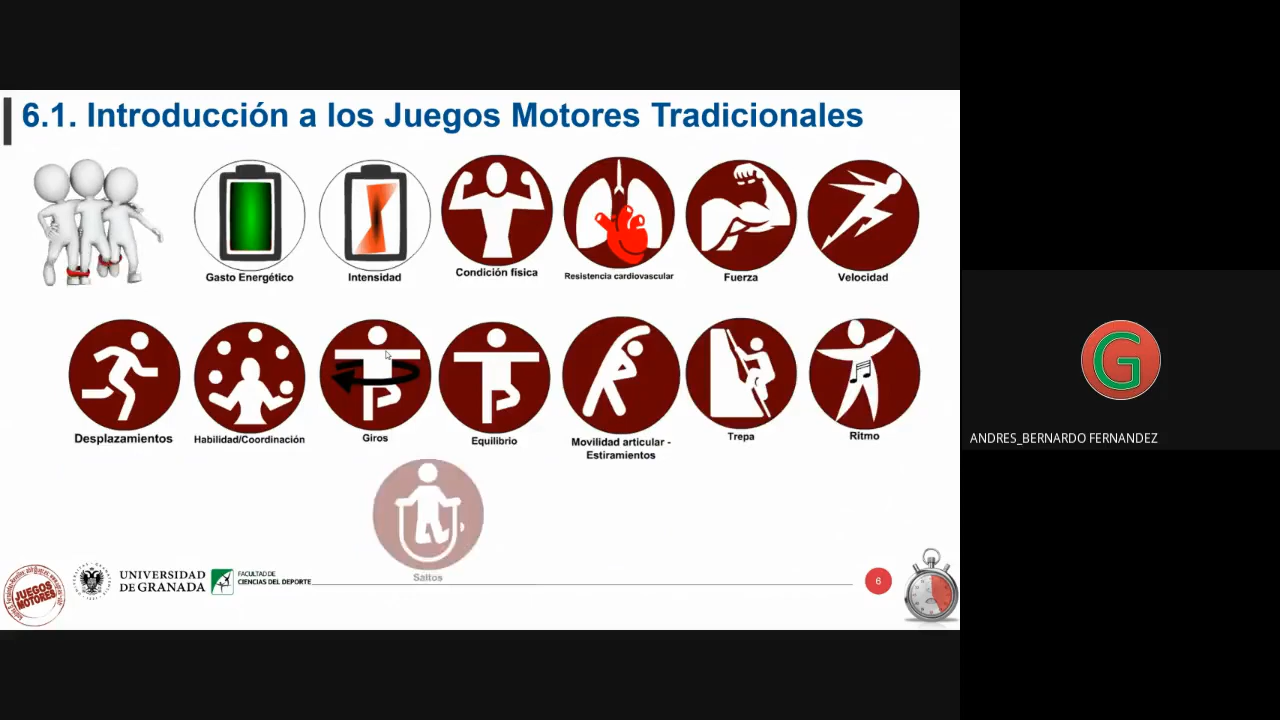 6.1. Introducción a los Juegos Motores Tradicionales
Gasto Energético
Intensidad
Condición física
Resistencia cardiovascular
Fuerza
Velocidad
Desplazamientos
Habilidad/Coordinación
Giros
Equilibrio
Movilidad articular -
Estiramientos
Trepa
Ritmo
Saltos
JUEGOS
MOTORES
UNIVERSIDAD
DE GRANADA
FACULTAD DE
CIENCIAS DEL DEPORTE
6
G
ANDRES_BERNARDO FERNANDEZ